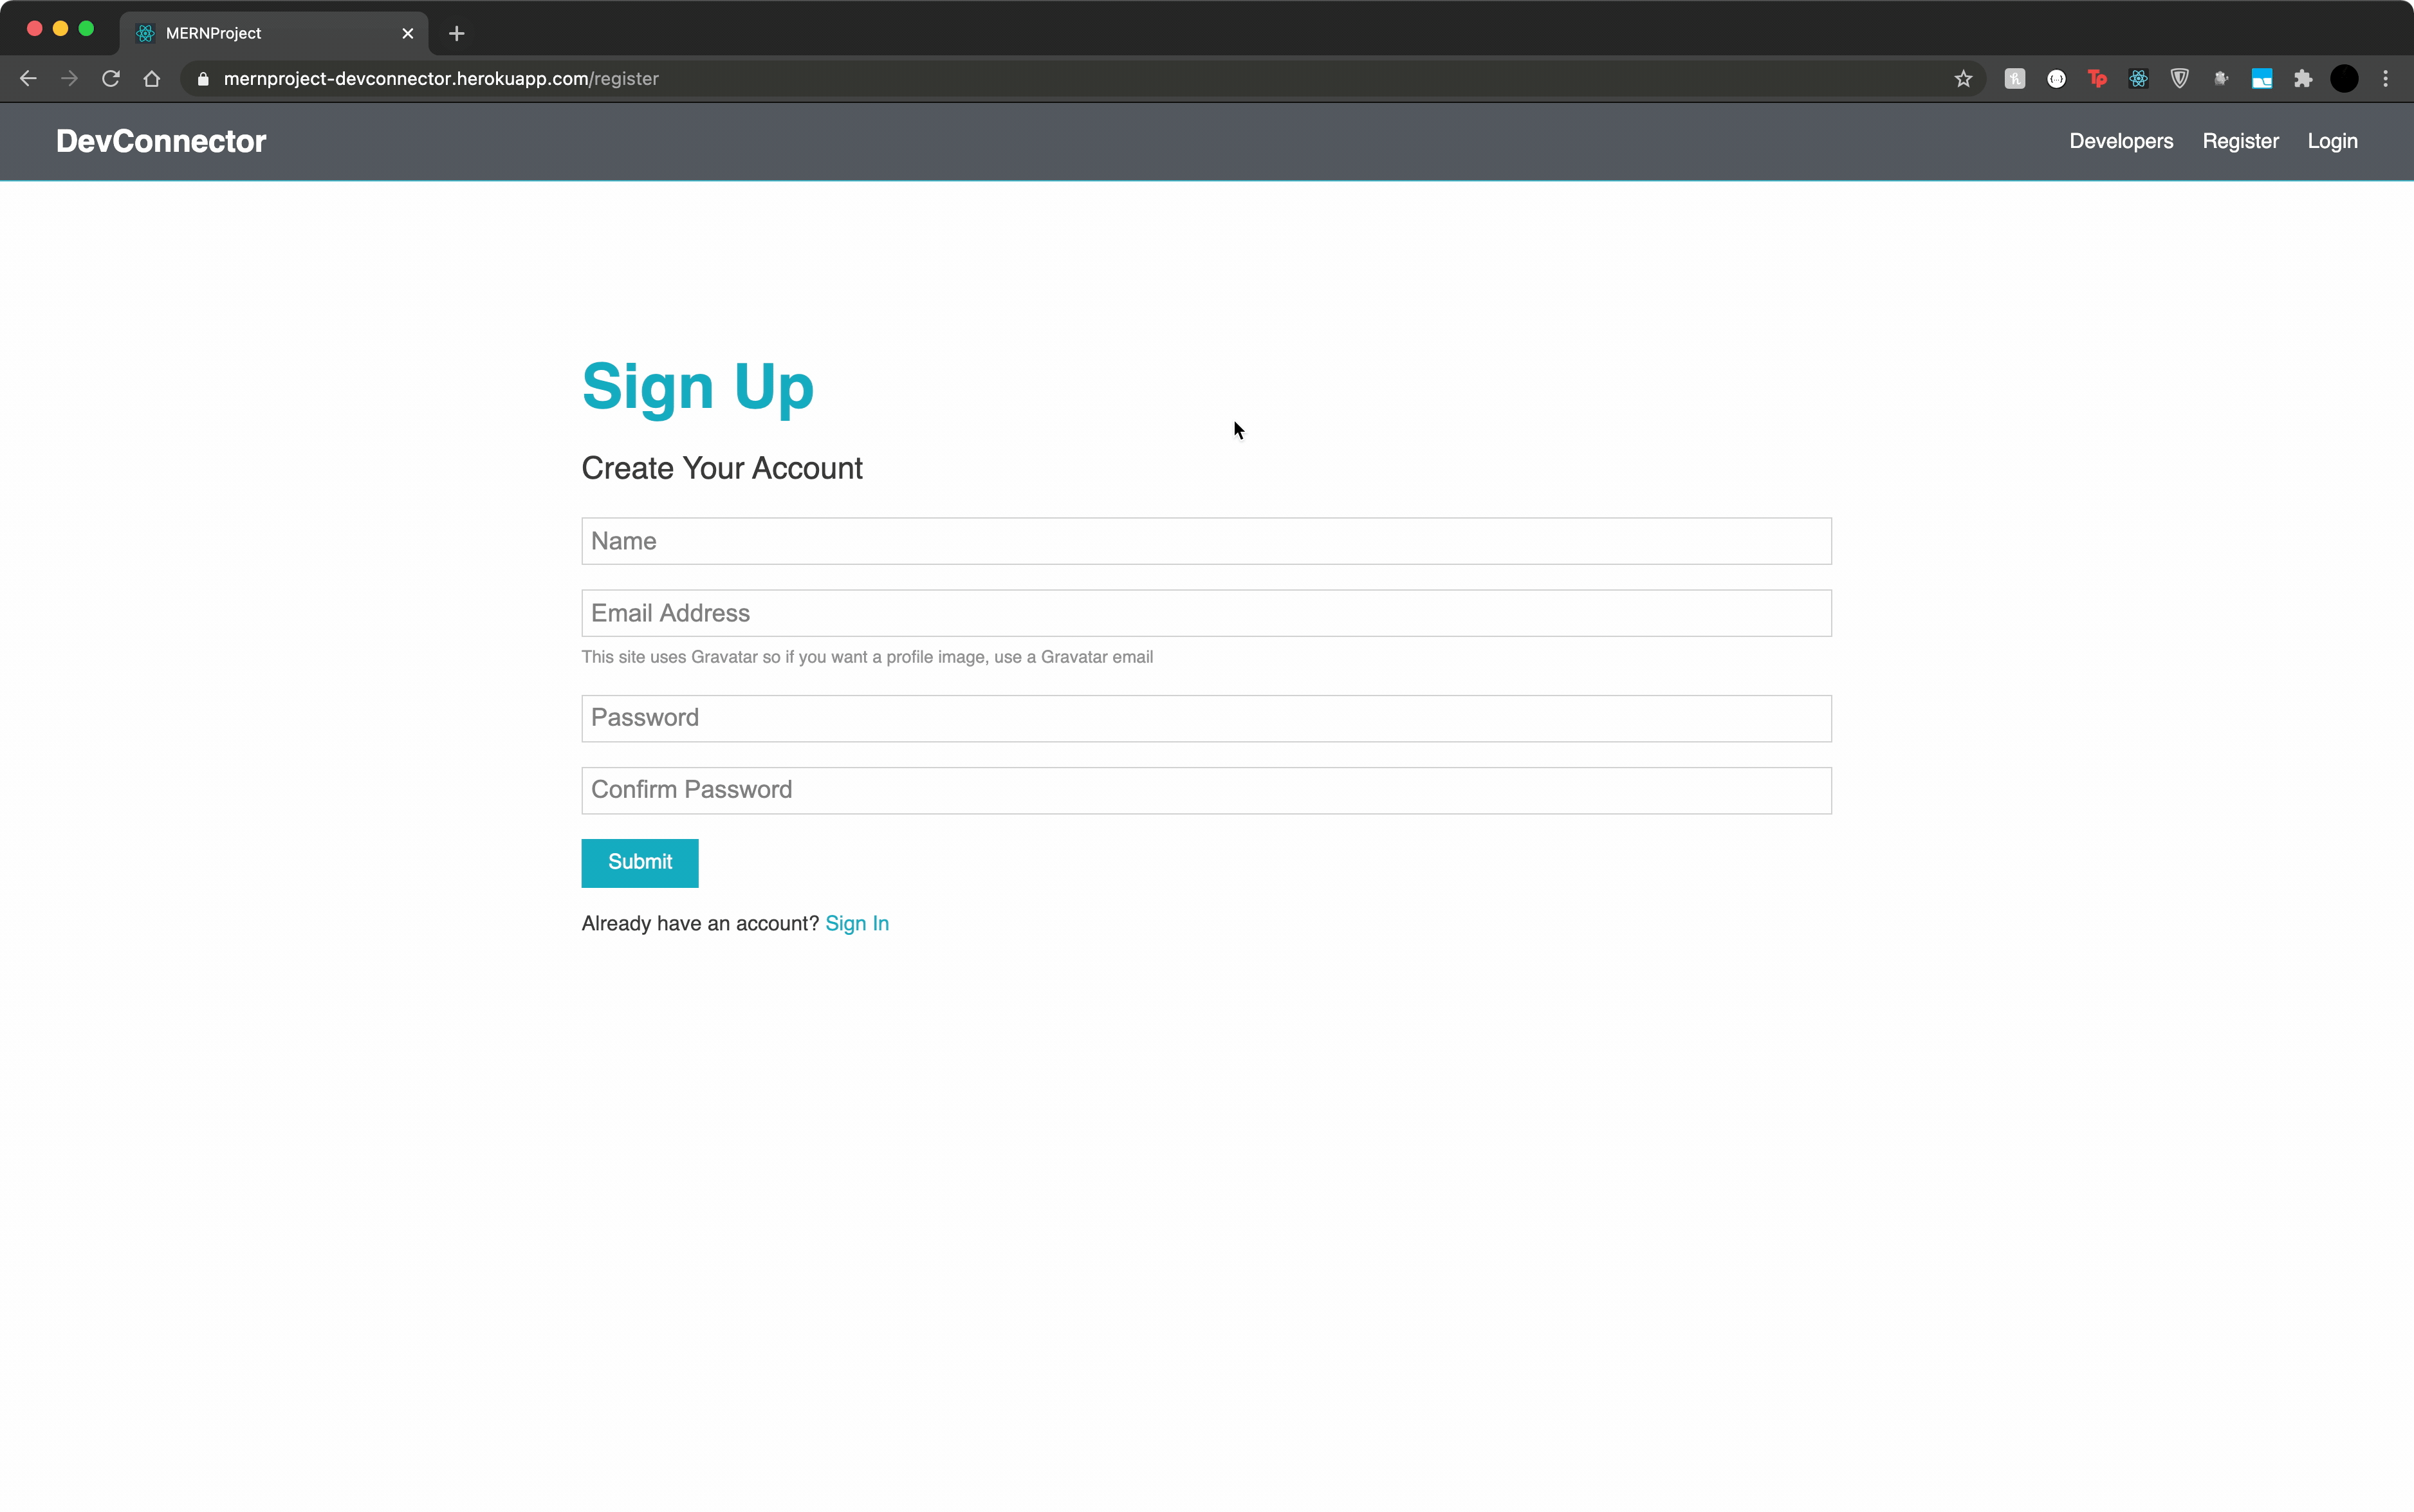 MERNProject
mernproject-devconnector.herokuapp.com/register
Tp
DevConnector
Developers Register Login
Sign Up
Create Your Account
Name
Email Address
This site uses Gravatar so if you want a profile image, use a Gravatar email
Password
Confirm Password
Submit
Already have an account? Sign In